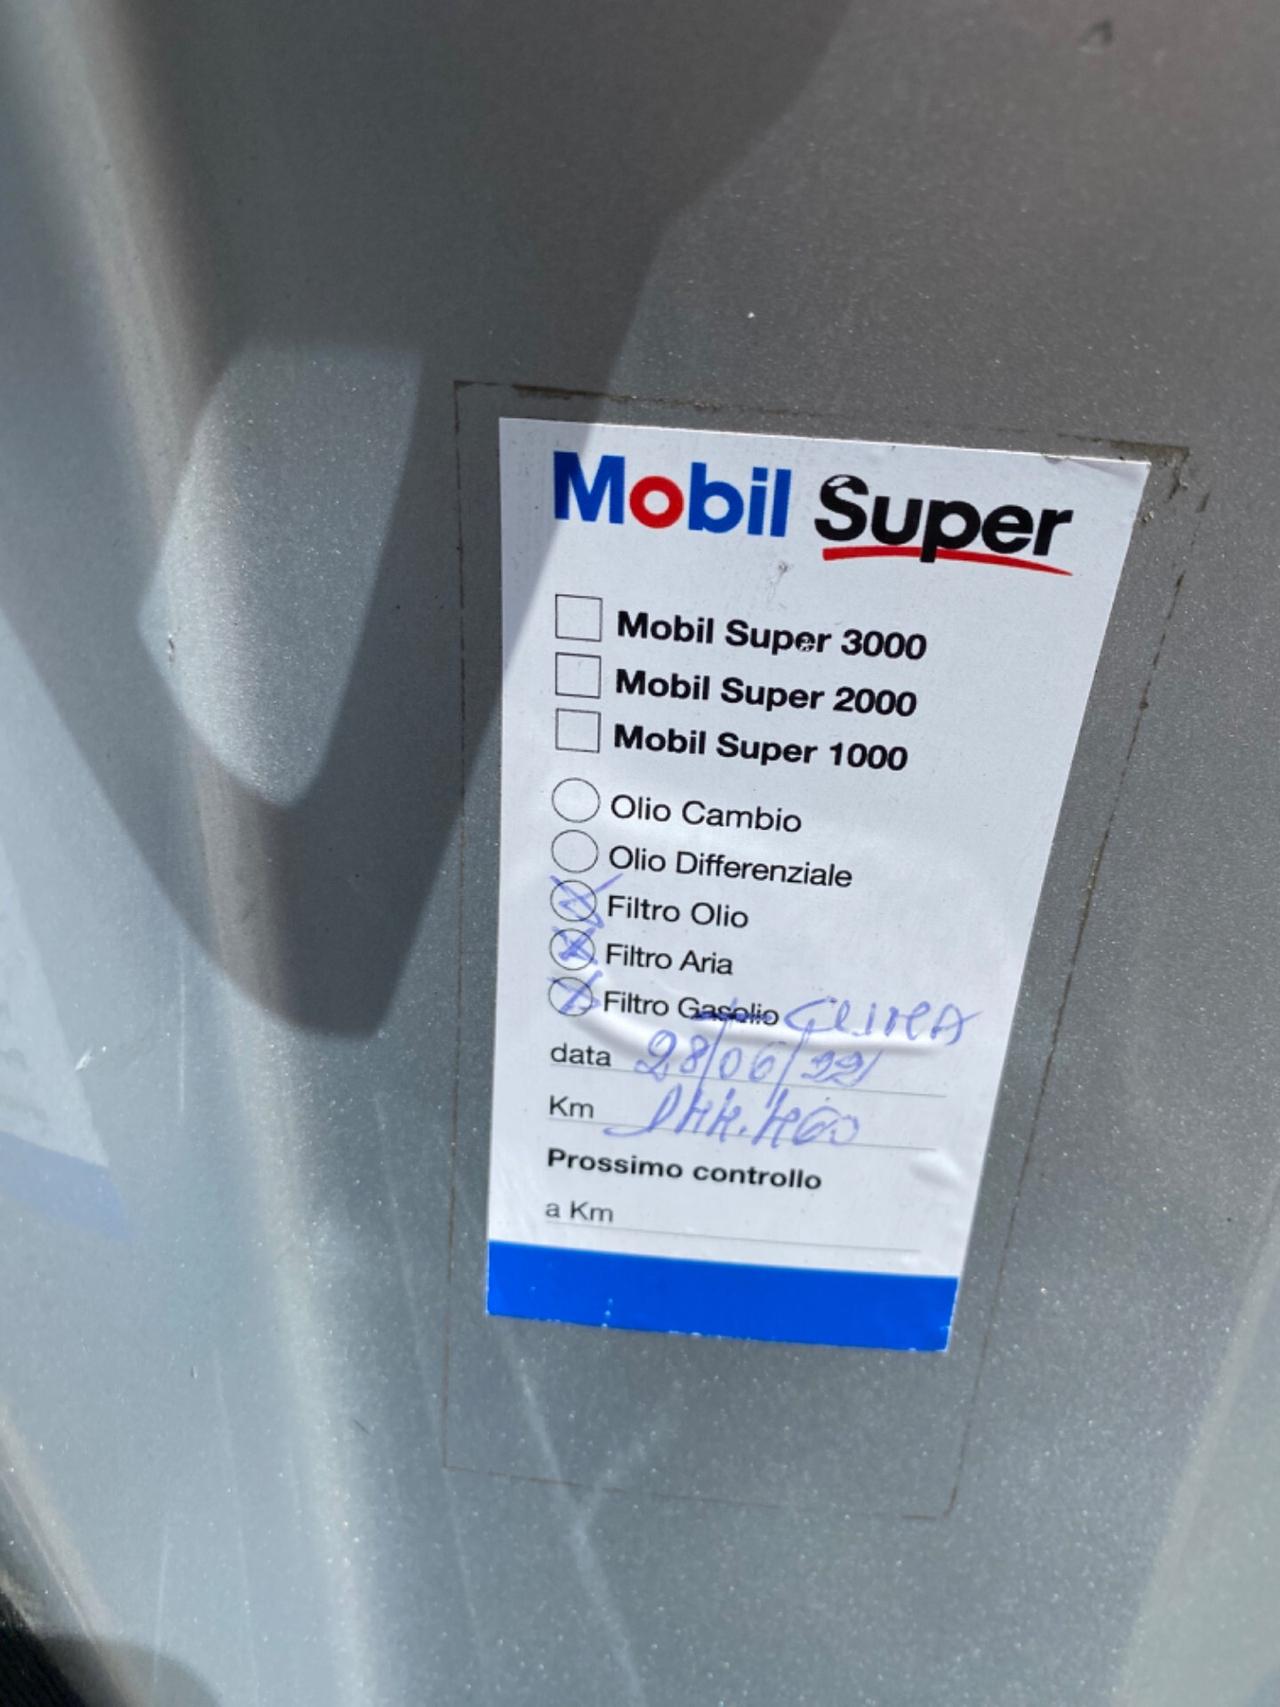 Mobil Super
Mobil Super 3000
Mobil Super 2000
Mobil Super 1000
Olio Cambio
Olio Differenziale
Filtro Olio
Filtro Aria
Filtro Gasolio CLIMA
data 28/06/22
Km
Prossimo controllo
a Km